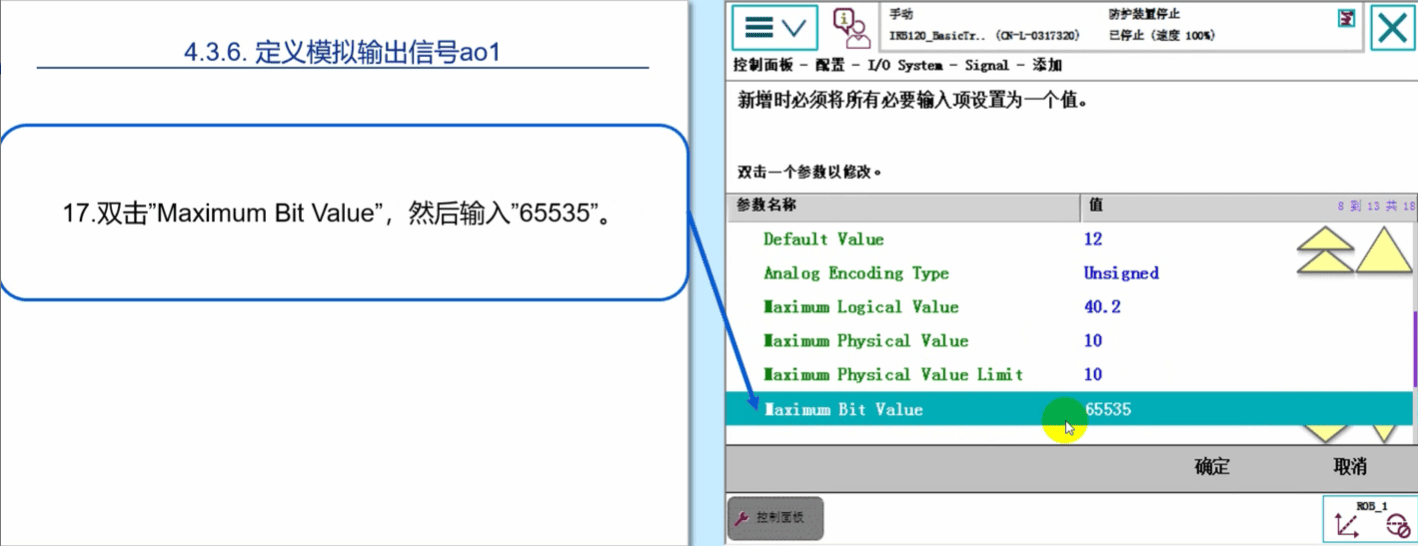 4.3.6. 定义模拟输出信号ao1
17.双击”Maximum Bit Value”，然后输入”65535”。
手动
防护装置停止
IRB120_BasicTr.. (CN-L-0317320)
已停止 (速度 100%)
控制面板 - 配置 - I/O System - Signal - 添加
新增时必须将所有必要输入项设置为一个值。
双击一个参数以修改。
参数名称 值 8 到 13 共 18
Default Value 12
Analog Encoding Type Unsigned
Maximum Logical Value 40.2
Maximum Physical Value 10
Maximum Physical Value Limit 10
Maximum Bit Value 65535
确定 取消
控制面板
ROB_1